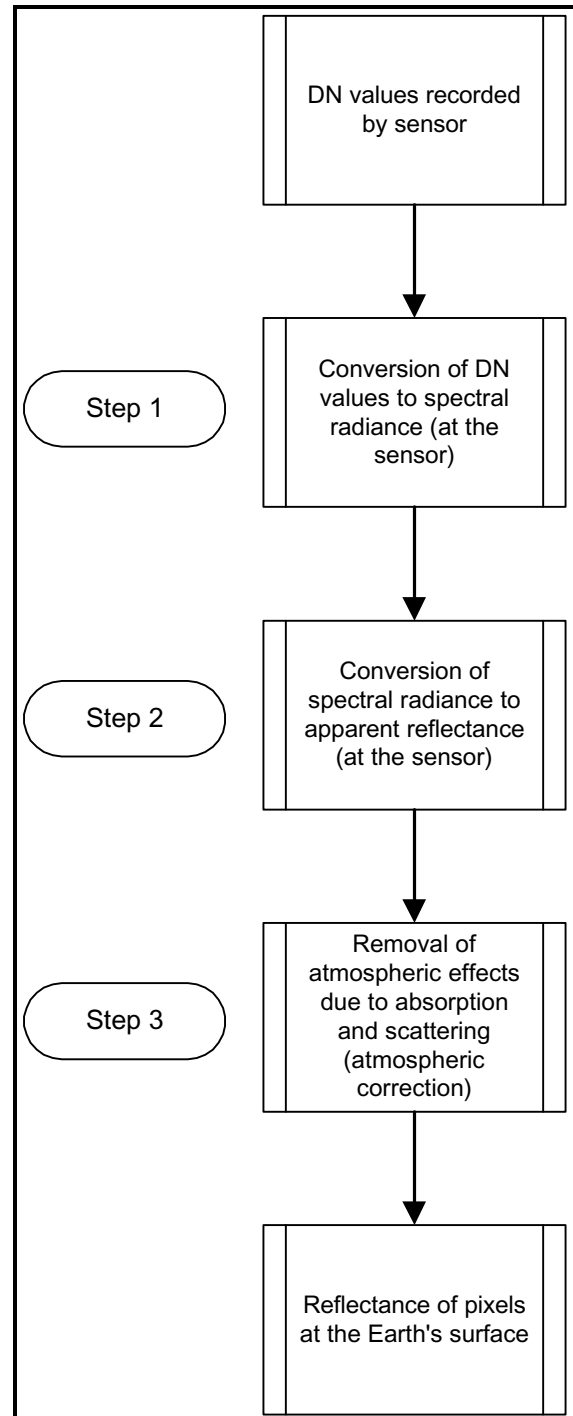 DN values recorded
by sensor
Step 1
Conversion of DN
values to spectral
radiance (at the
sensor)
Step 2
Conversion of
spectral radiance to
apparent reflectance
(at the sensor)
Step 3
Removal of
atmospheric effects
due to absorption
and scattering
(atmospheric
correction)
Reflectance of pixels
at the Earth's surface